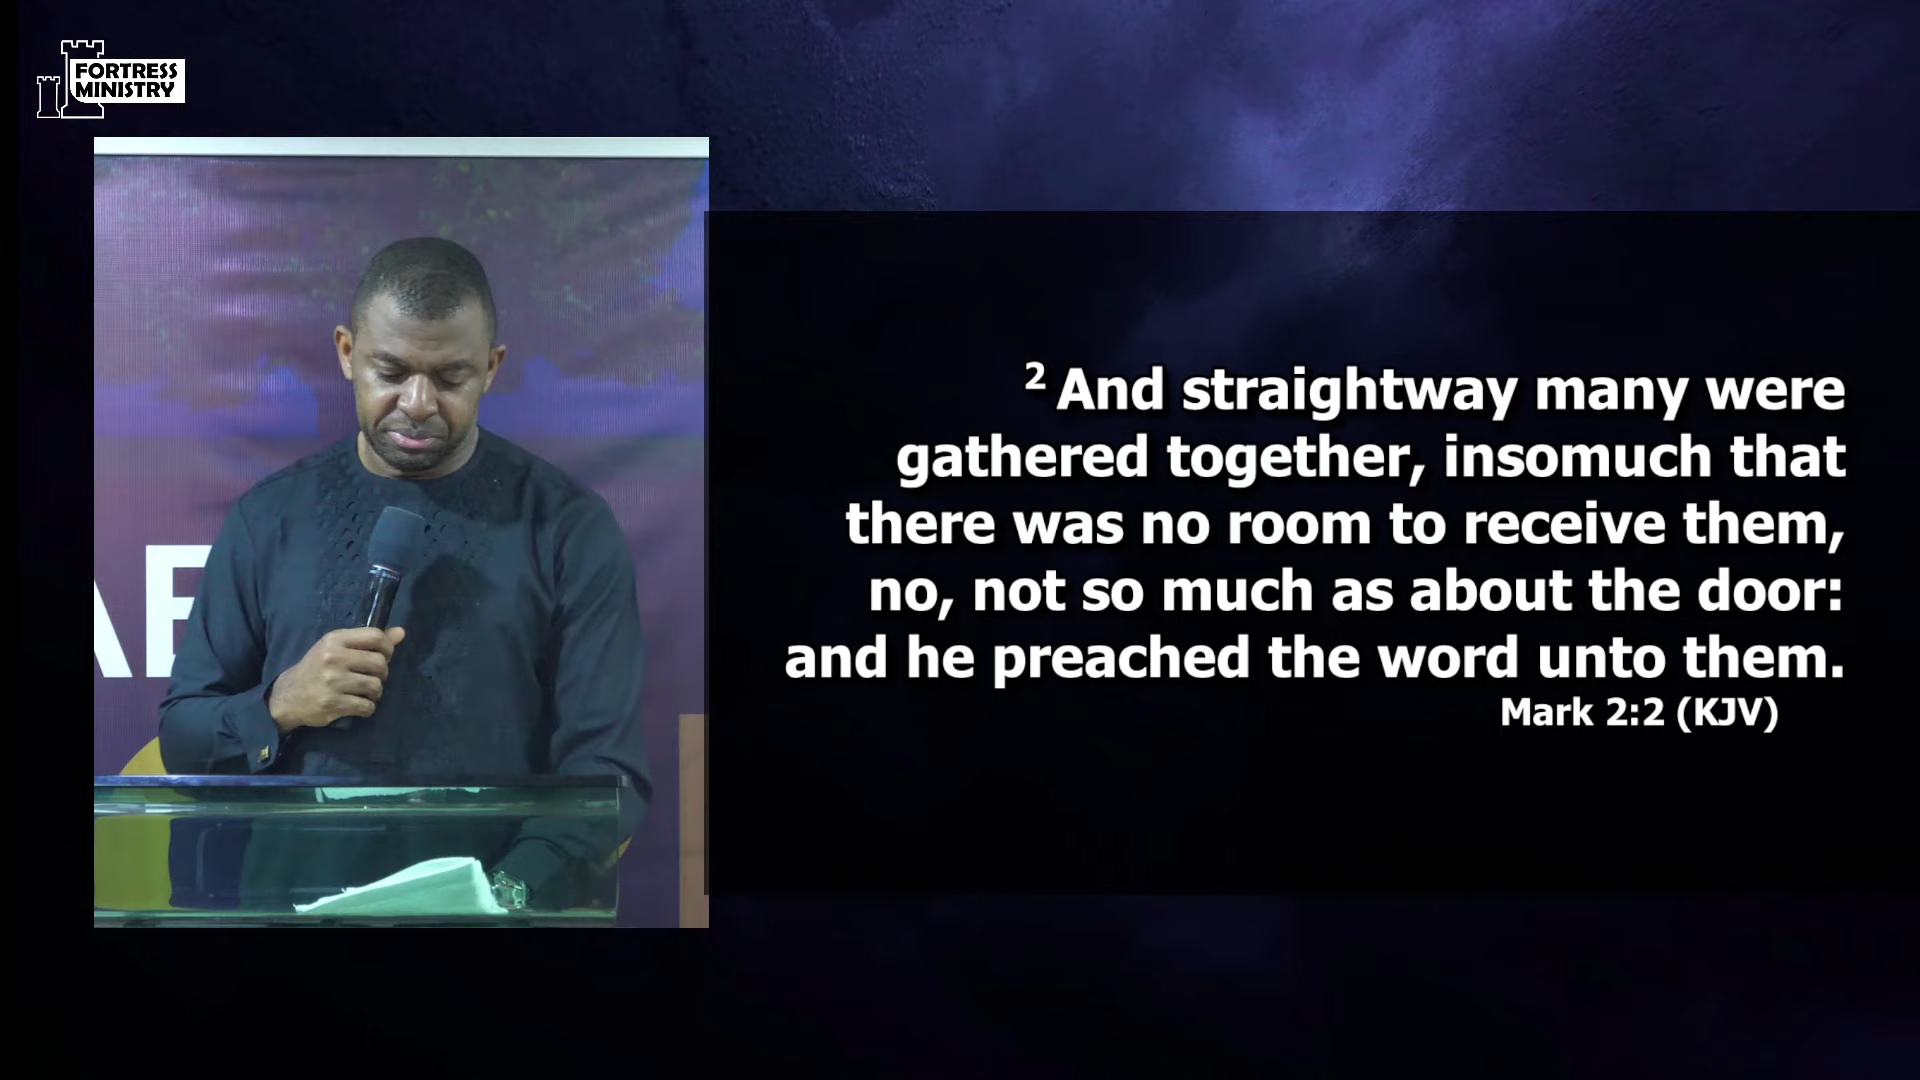 FORTRESS
MINISTRY
AE
2 And straightway many were
gathered together, insomuch that
there was no room to receive them,
no, not so much as about the door:
and he preached the word unto them.
Mark 2:2 (KJV)